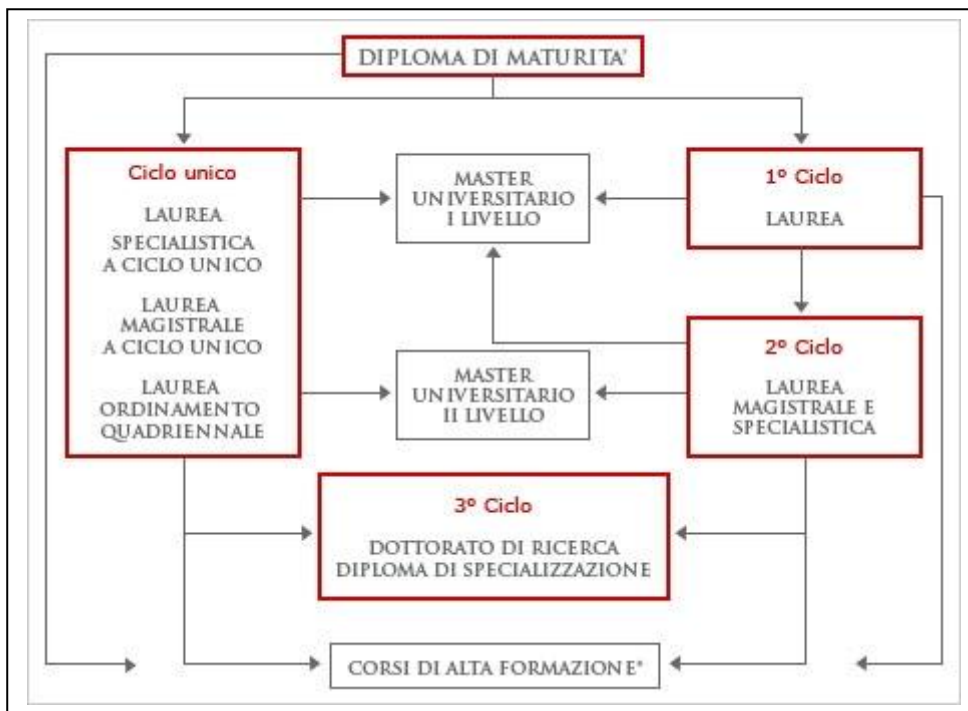 DIPLOMA DI MATURITA'
Ciclo unico
LAUREA
SPECIALISTICA
A CICLO UNICO
LAUREA
MAGISTRALE
A CICLO UNICO
LAUREA
ORDINAMENTO
QUADRIENNALE
MASTER
UNIVERSITARIO
I LIVELLO
1° Ciclo
LAUREA
MASTER
UNIVERSITARIO
II LIVELLO
2° Ciclo
LAUREA
MAGISTRALE E
SPECIALISTICA
3° Ciclo
DOTTORATO DI RICERCA
DIPLOMA DI SPECIALIZZAZIONE
CORSI DI ALTA FORMAZIONE*